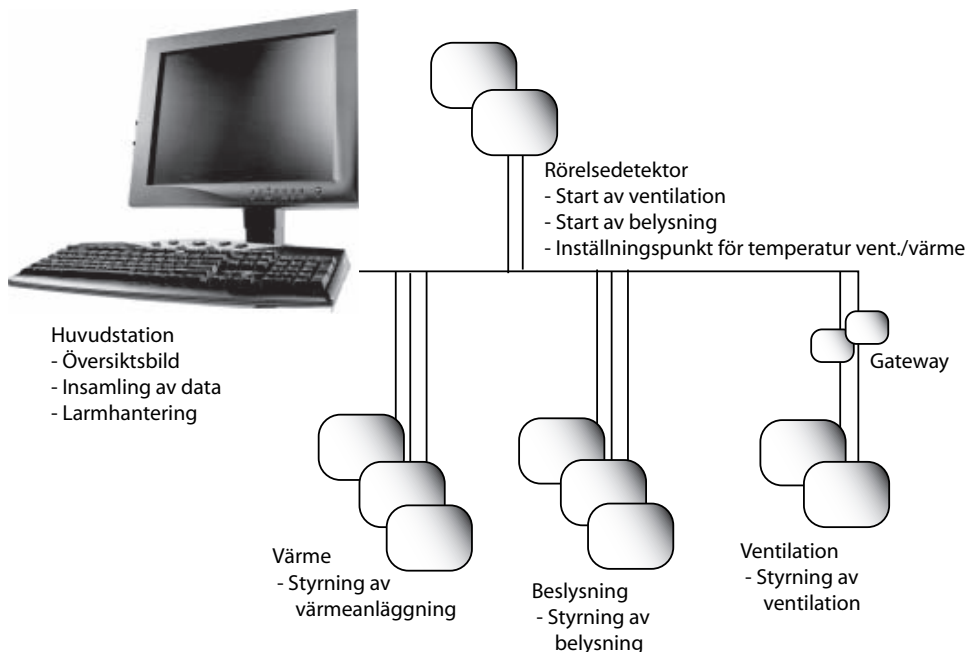 Rörelsedetektor
- Start av ventilation
- Start av belysning
- Inställningspunkt för temperatur vent./värme
Huvudstation
- Översiktsbild
- Insamling av data
- Larmhantering
Gateway
Värme
- Styrning av
värmeanläggning
Beslysning
- Styrning av
belysning
Ventilation
- Styrning av
ventilation